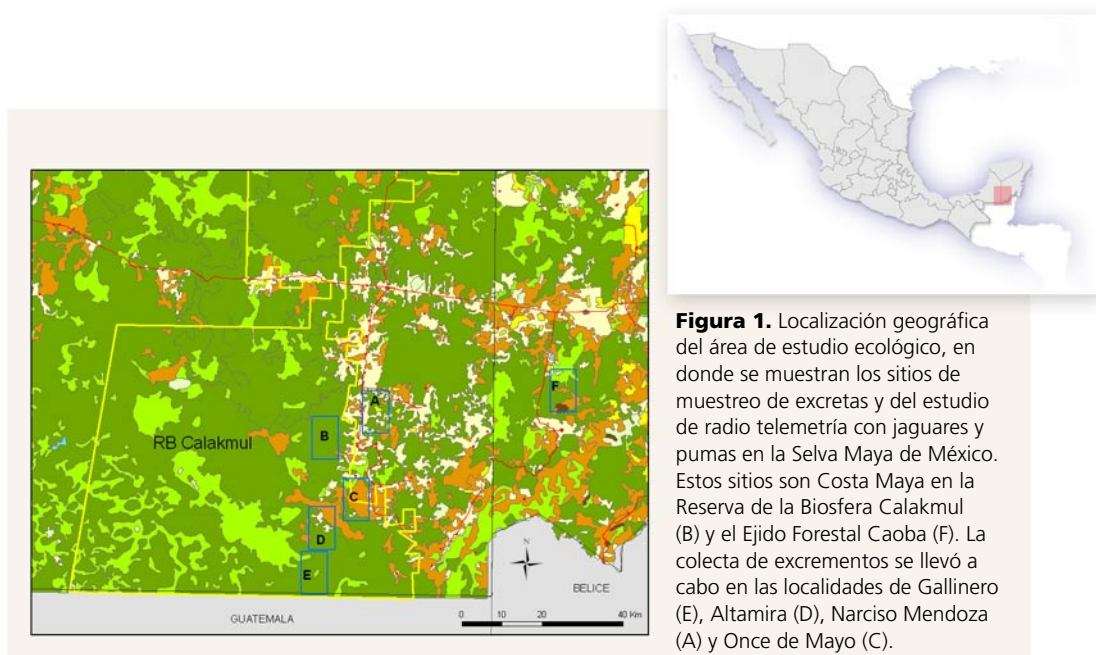 RB Calakmul
A
B
C
D
E
F
N
GUATEMALA
BELICE
0 10 20 40 Km
Figura 1. Localización geográfica
del área de estudio ecológico, en
donde se muestran los sitios de
muestreo de excretas y del estudio
de radio telemetría con jaguares y
pumas en la Selva Maya de México.
Estos sitios son Costa Maya en la
Reserva de la Biosfera Calakmul
(B) y el Ejido Forestal Caoba (F). La
colecta de excrementos se llevó a
cabo en las localidades de Gallinero
(E), Altamira (D), Narciso Mendoza
(A) y Once de Mayo (C).